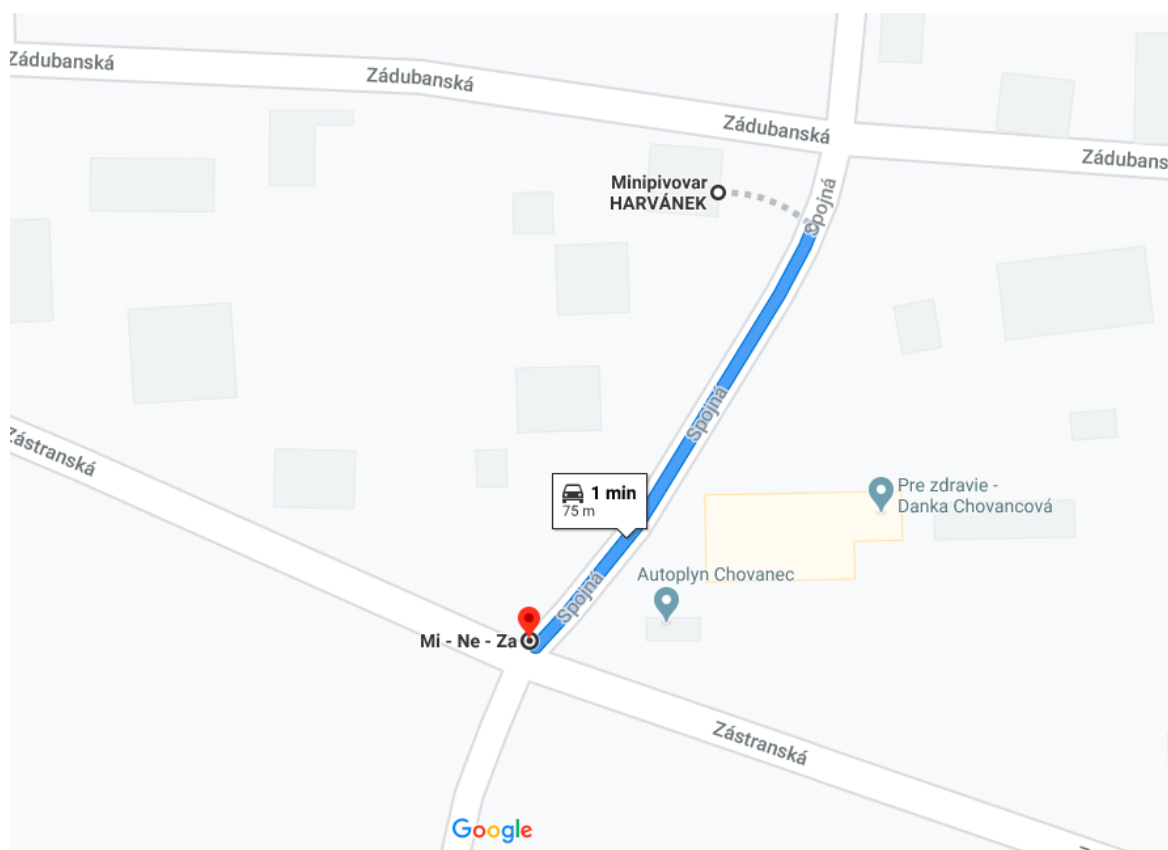 Zádubanská
Zádubanská
Zádubanská
Zádubans
Minipivovar
HARVÁNEK
Spojná
Spojná
Zástranská
1 min
75 m
Pre zdravie -
Danka Chovancová
Autoplyn Chovanec
Spojná
Mi - Ne - Za
Zástranská
Google